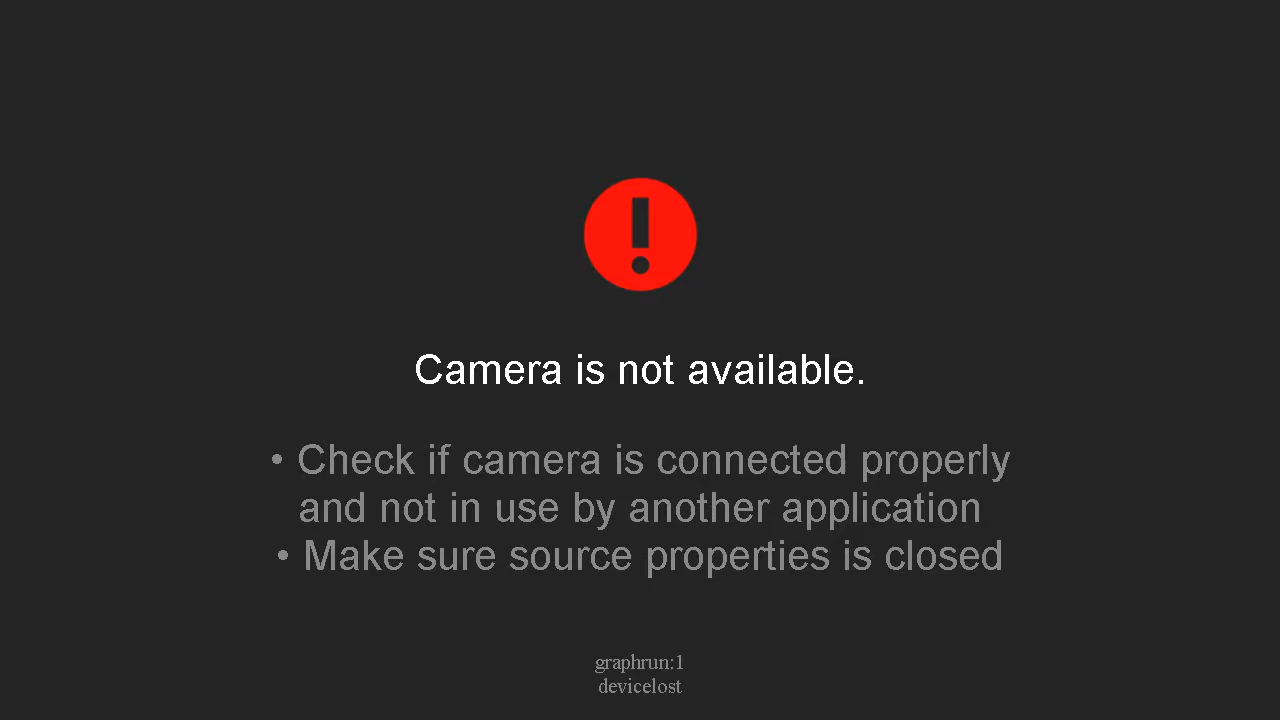 Camera is not available.
• Check if camera is connected properly
and not in use by another application
• Make sure source properties is closed
graphrun:1
devicelost